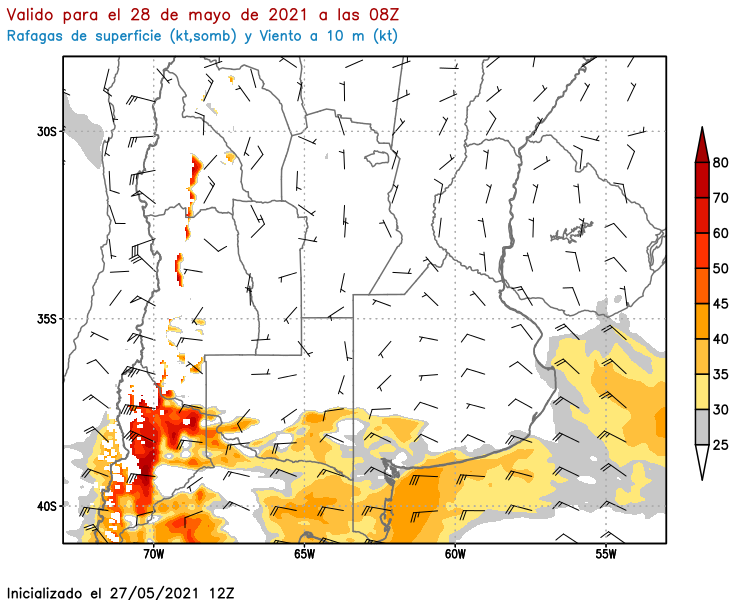 Valido para el 28 de mayo de 2021 a las 08Z
Rafagas de superficie (kt,somb) y Viento a 10 m (kt)
30S
35S
40S
70W
65W
60W
55W
80
70
60
50
45
40
35
30
25
Inicializado el 27/05/2021 12Z